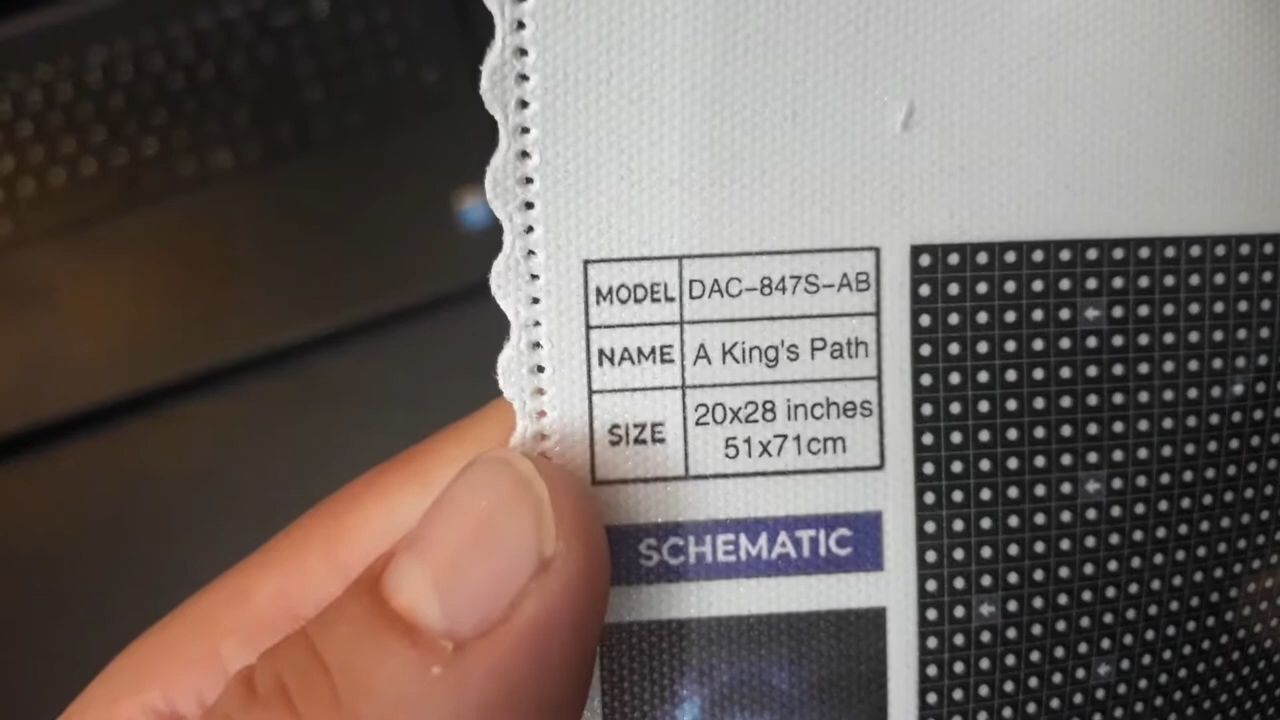 MODEL DAC-847S-AB
NAME A King's Path
SIZE 20x28 inches
51x71cm
SCHEMATIC